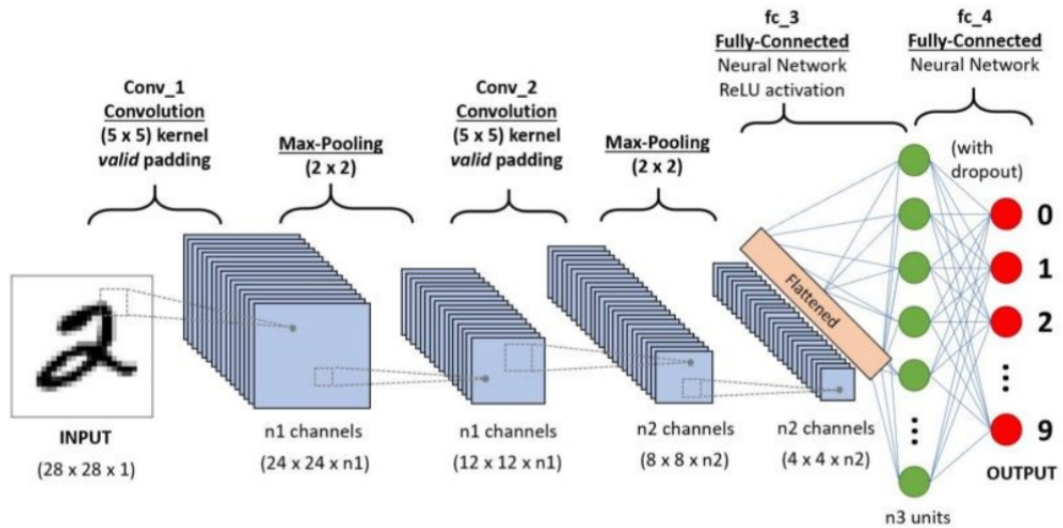 Conv_1
Convolution
(5 x 5) kernel
valid padding
Max-Pooling
(2 x 2)
Conv_2
Convolution
(5 x 5) kernel
valid padding
Max-Pooling
(2 x 2)
fc_3
Fully-Connected
Neural Network
ReLU activation
fc_4
Fully-Connected
Neural Network
(with
dropout)
Flattened
0
1
2
9
OUTPUT
2
INPUT
(28 x 28 x 1)
n1 channels
(24 x 24 x n1)
n1 channels
(12 x 12 x n1)
n2 channels
(8 x 8 x n2)
n2 channels
(4 x 4 x n2)
n3 units